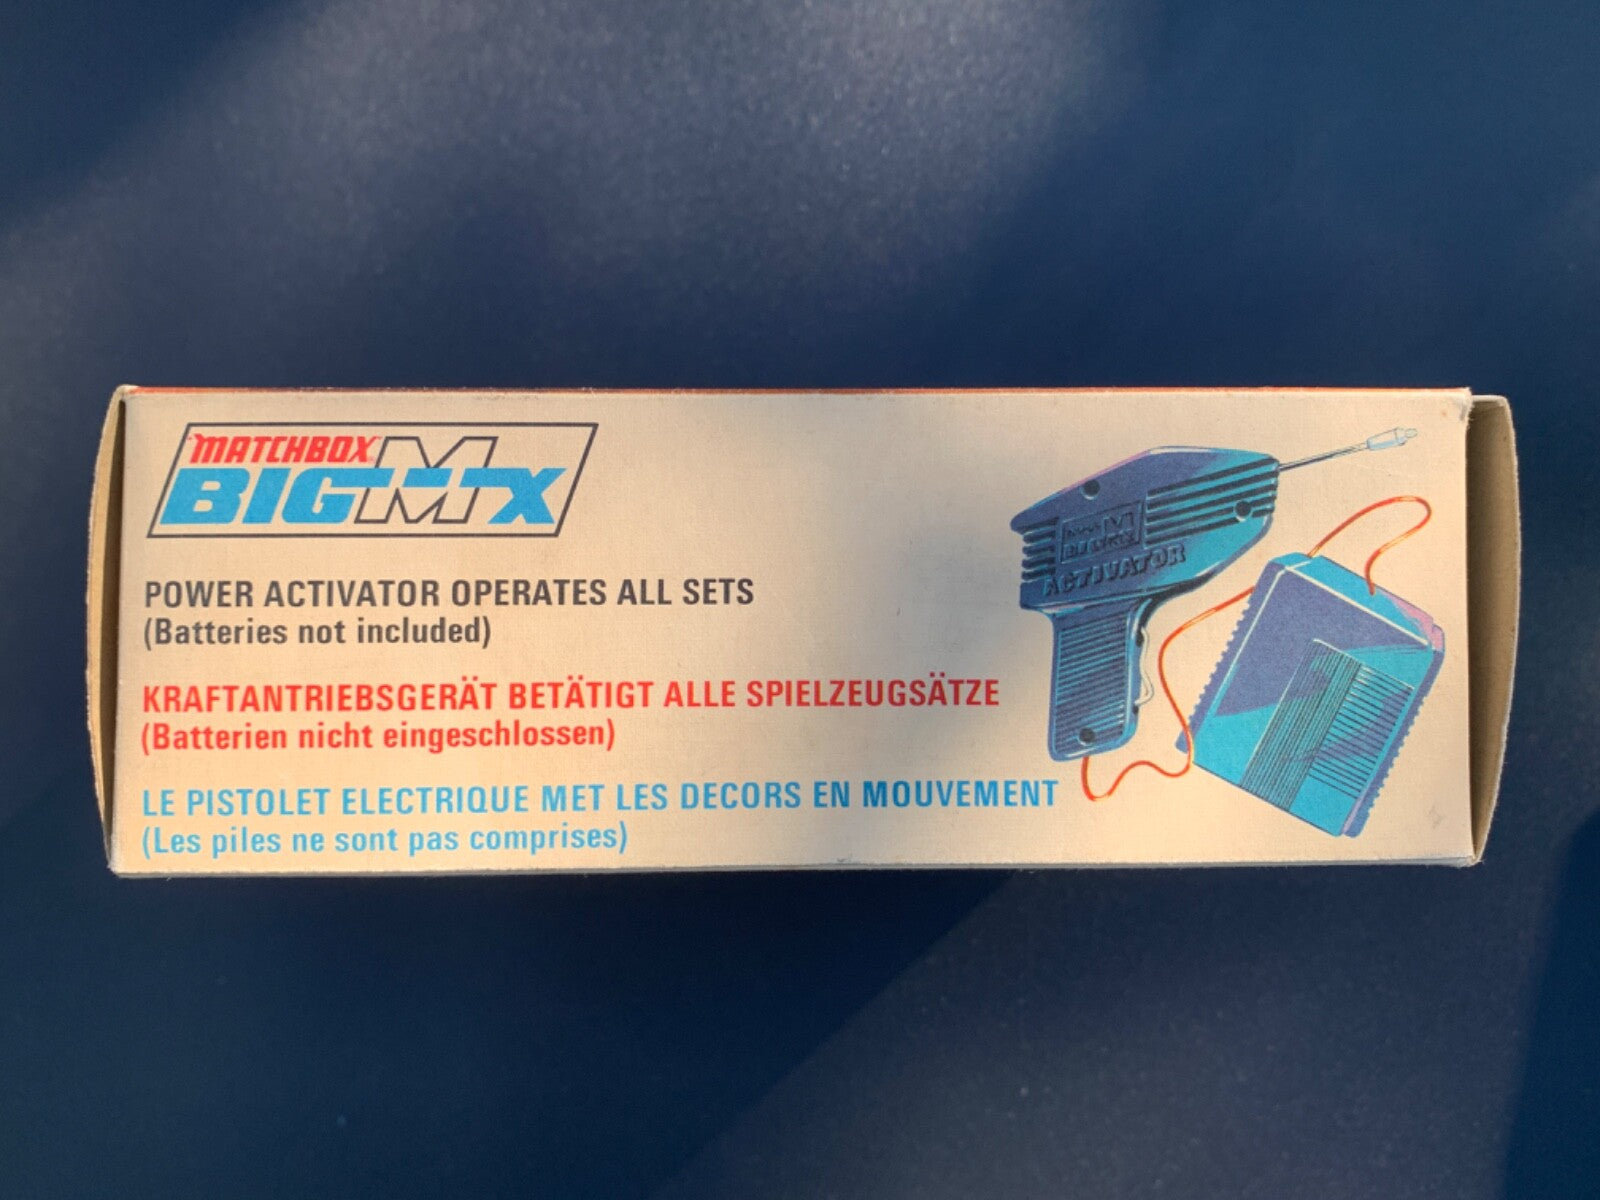 MATCHBOX
BIG MX
POWER ACTIVATOR OPERATES ALL SETS
(Batteries not included)
KRAFTANTRIEBSGERÄT BETÄTIGT ALLE SPIELZEUGSÄTZE
(Batterien nicht eingeschlossen)
LE PISTOLET ELECTRIQUE MET LES DECORS EN MOUVEMENT
(Les piles ne sont pas comprises)
ACTIVATOR